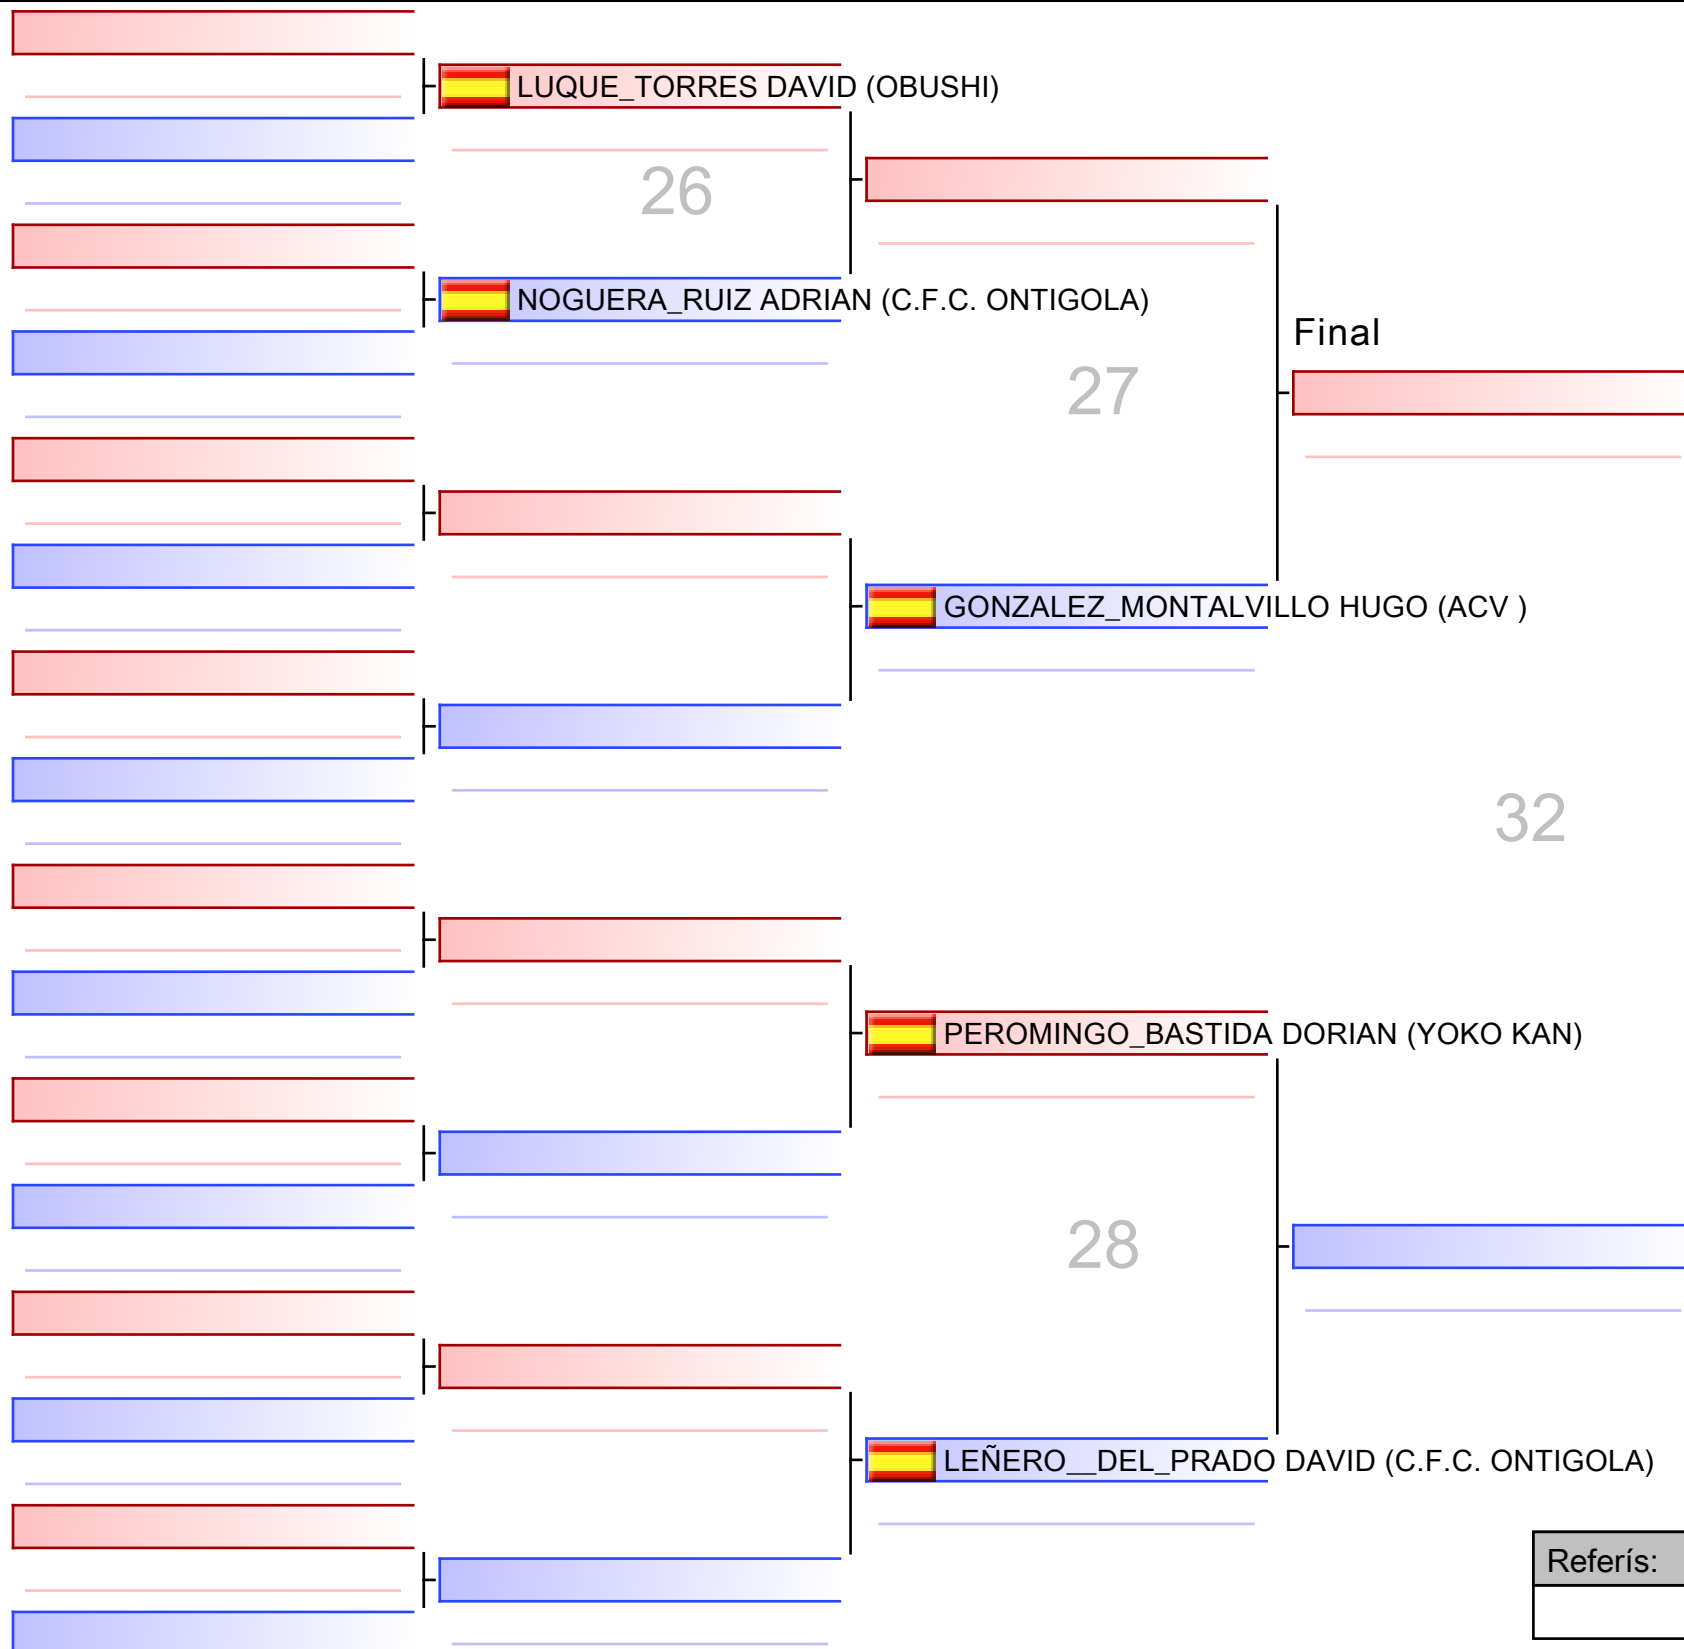 LUQUE_TORRES DAVID (OBUSHI)
26
NOGUERA_RUIZ ADRIAN (C.F.C. ONTIGOLA)
Final
27
GONZALEZ_MONTALVILLO HUGO (ACV )
32
PEROMINGO_BASTIDA DORIAN (YOKO KAN)
28
LEÑERO__DEL_PRADO DAVID (C.F.C. ONTIGOLA)
Referís: